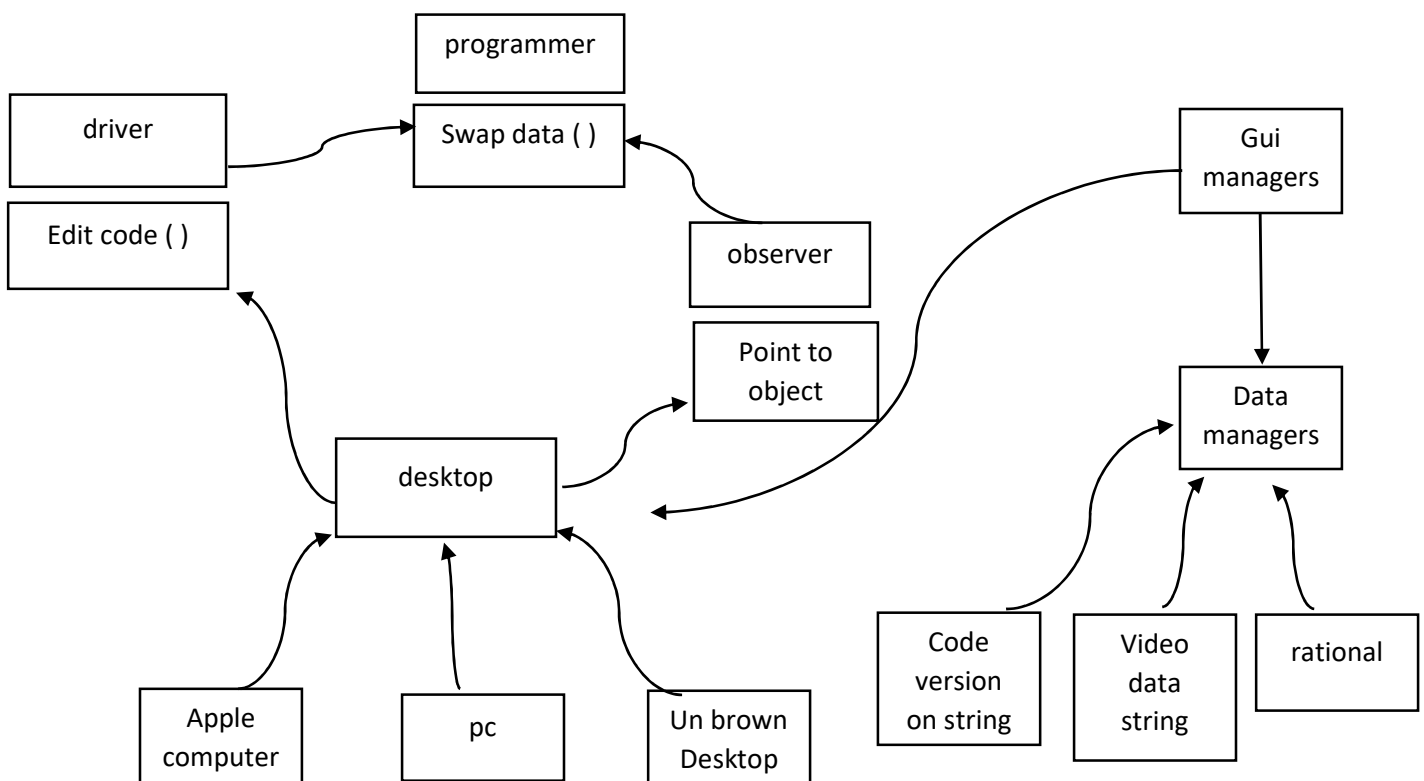 programmer
driver
Swap data ( )
Gui
managers
Edit code ( )
observer
Point to
object
Data
managers
desktop
Code
version
on string
Video
data
string
rational
Apple
computer
pc
Un brown
Desktop